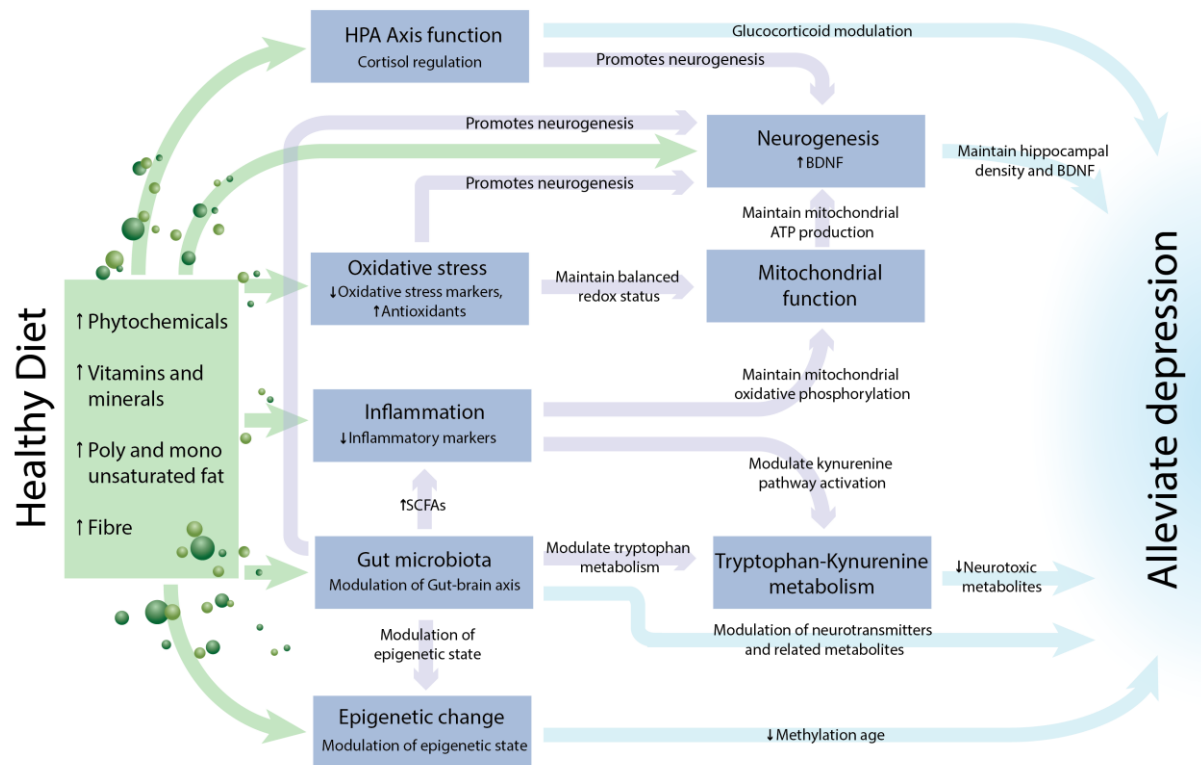 Healthy Diet
↑ Phytochemicals
↑ Vitamins and
minerals
↑ Poly and mono
unsaturated fat
↑ Fibre
HPA Axis function
Cortisol regulation
Glucocorticoid modulation
Promotes neurogenesis
Promotes neurogenesis
Promotes neurogenesis
Neurogenesis
↑BDNF
Maintain hippocampal
density and BDNF
Maintain mitochondrial
ATP production
Oxidative stress
↓Oxidative stress markers,
↑Antioxidants
Maintain balanced
redox status
Mitochondrial
function
Maintain mitochondrial
oxidative phosphorylation
Inflammation
↓Inflammatory markers
Modulate kynurenine
pathway activation
↑SCFAs
Gut microbiota
Modulation of Gut-brain axis
Modulate tryptophan
metabolism
Tryptophan-Kynurenine
metabolism
↓Neurotoxic
metabolites
Modulation of neurotransmitters
and related metabolites
Modulation of
epigenetic state
Epigenetic change
Modulation of epigenetic state
↓Methylation age
Alleviate depression